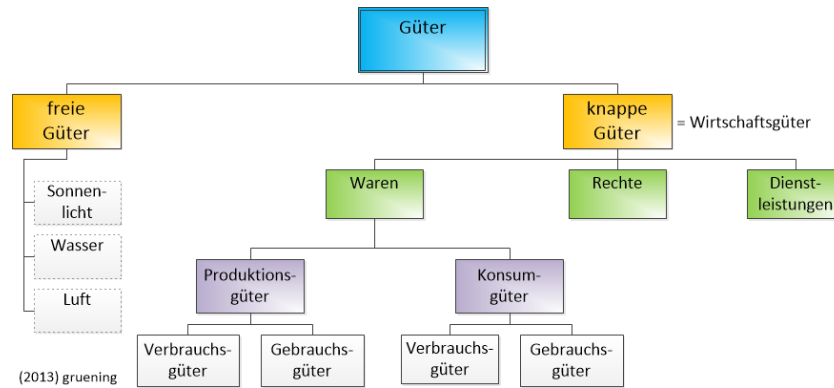 Güter
freie
Güter
knappe
Güter
= Wirtschaftsgüter
Sonnen-
licht
Wasser
Luft
Waren
Rechte
Dienst-
leistungen
Produktions-
güter
Konsum-
güter
Verbrauchs-
güter
Gebrauchs-
güter
Verbrauchs-
güter
Gebrauchs-
güter
(2013) gruening